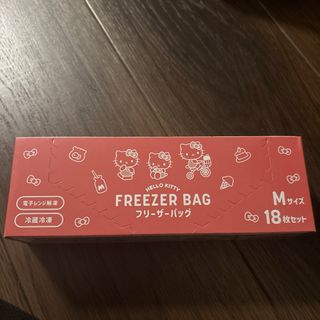 HELLO KITTY
FREEZER BAG
フリーザーバッグ
電子レンジ解凍
冷蔵冷凍
Mサイズ
18枚セット
M